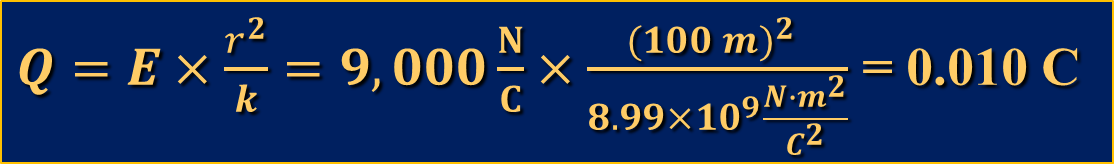 Q = E × r²/k = 9,000 N/C × (100 m)²/8.99×10⁹ N·m²/C² = 0.010 C